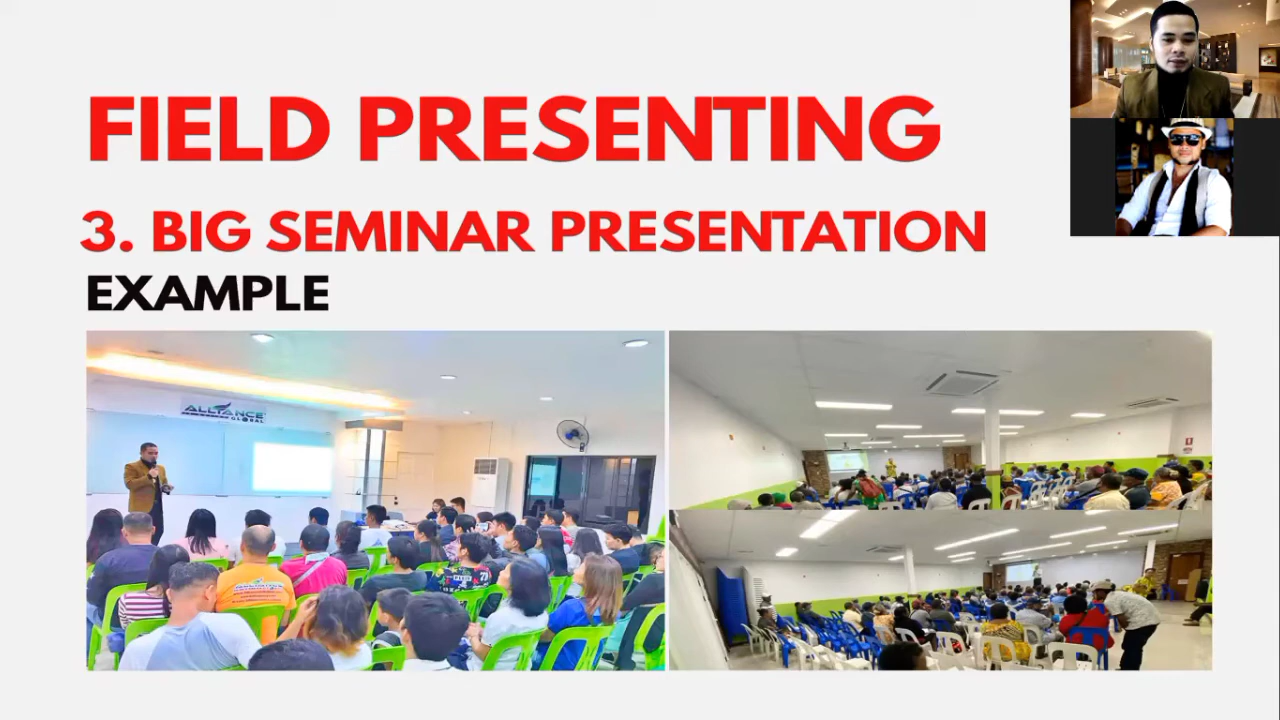 FIELD PRESENTING
3. BIG SEMINAR PRESENTATION
EXAMPLE
ALLIANCE
GLOBAL